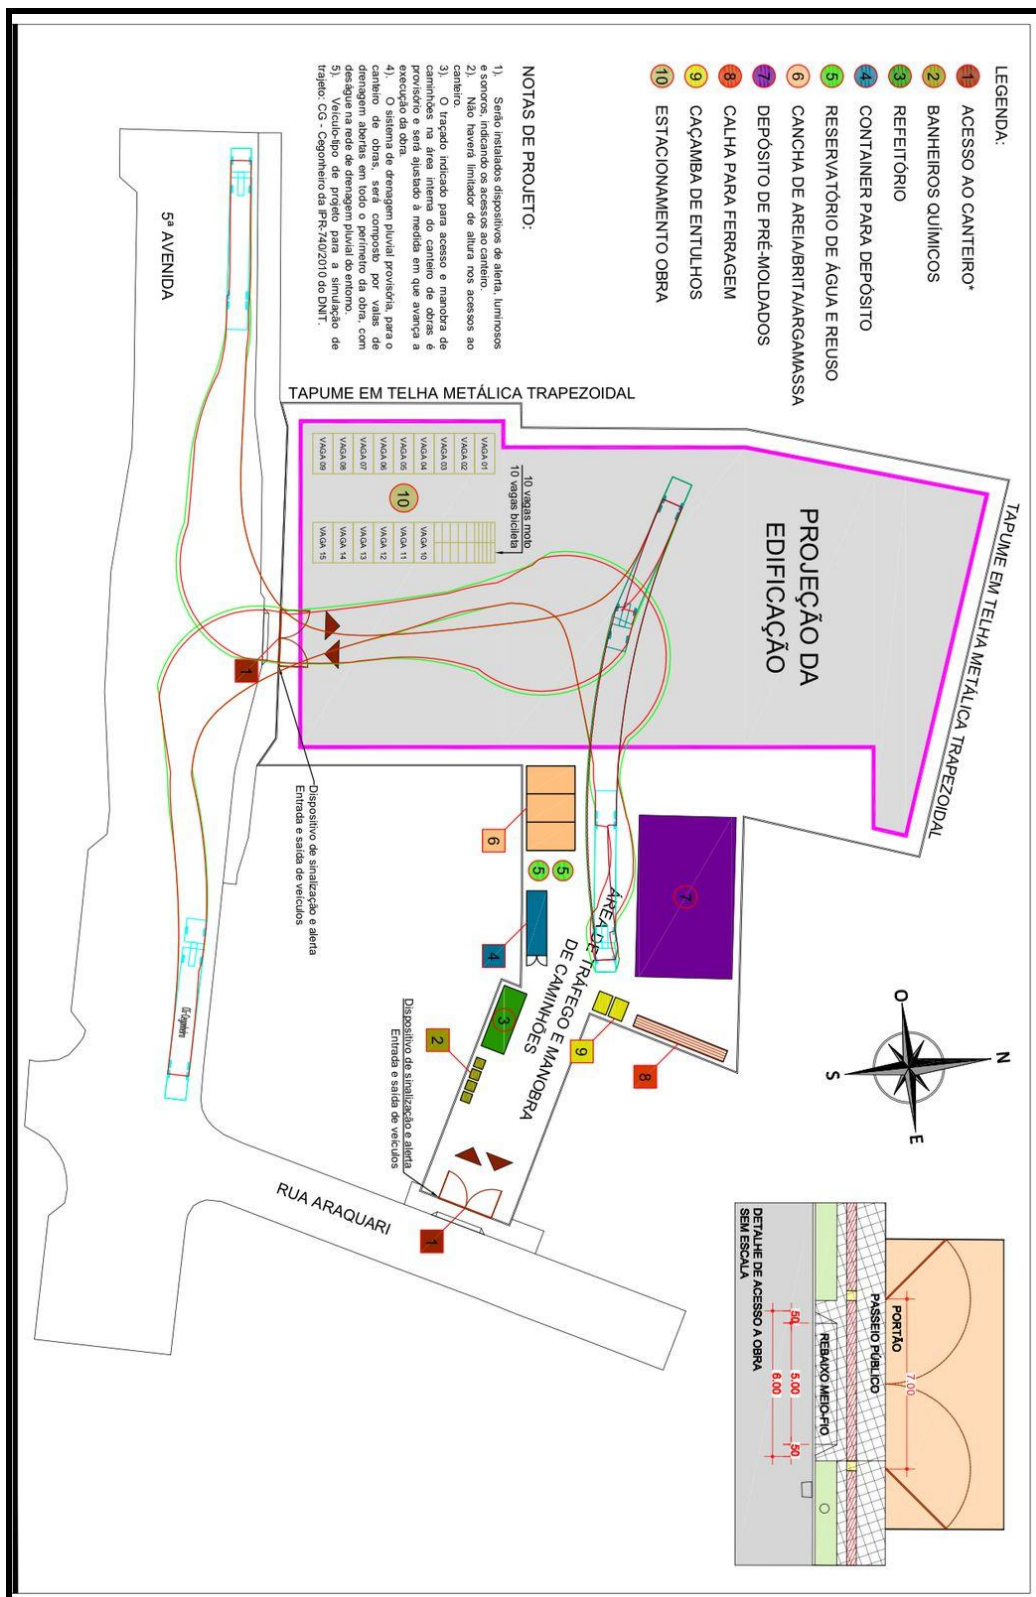 LEGENDA:
1 ACESSO AO CANTEIRO*
2 BANHEIROS QUÍMICOS
3 REFEITÓRIO
4 CONTAINER PARA DEPÓSITO
5 RESERVATÓRIO DE ÁGUA E REUSO
6 CANCHA DE AREIA/BRITA/ARGAMASSA
7 DEPÓSITO DE PRÉ-MOLDADOS
8 CALHA PARA FERRAGEM
9 CAÇAMBA DE ENTULHOS
10 ESTACIONAMENTO OBRA
NOTAS DE PROJETO:
1). Serão instalados dispositivos de alerta, luminosos
e sonoros, indicando os acessos ao canteiro.
2). Não haverá limitador de altura nos acessos ao
canteiro.
3). O traçado indicado para acesso e manobra de
caminhões na área interna do canteiro de obras é
provisório e será ajustado à medida em que avança a
execução da obra.
4). O sistema de drenagem pluvial provisória, para o
canteiro de obras, será composto por valas de
drenagem abertas em todo o perímetro da obra, com
deságue na rede de drenagem pluvial do entorno.
5). Veículo-tipo de projeto para a simulação de
trajeto: CG - Cegonheiro da IPR-740/2010 do DNIT.
TAPUME EM TELHA METÁLICA TRAPEZOIDAL
TAPUME EM TELHA METÁLICA TRAPEZOIDAL
PROJEÇÃO DA
EDIFICAÇÃO
10 vagas moto
10 vagas bicileta
VAGA 01
VAGA 02
VAGA 03
VAGA 04
VAGA 05
VAGA 06
VAGA 07
VAGA 08
VAGA 09
10
VAGA 10
VAGA 11
VAGA 12
VAGA 13
VAGA 14
VAGA 15
5ª AVENIDA
1
Dispositivo de sinalização e alerta
Entrada e saída de veículos
6
5
5
4
7
ÁREA DE TRÁFEGO E MANOBRA
DE CAMINHÕES
3
2
9
8
Dispositivo de sinalização e alerta
Entrada e saída de veículos
1
CG-Cegonheiro
RUA ARAQUARI
N
O
E
S
PORTÃO
7.00
PASSEIO PÚBLICO
REBAIXO MEIO-FIO
50
5.00
50
6.00
DETALHE DE ACESSO A OBRA
SEM ESCALA